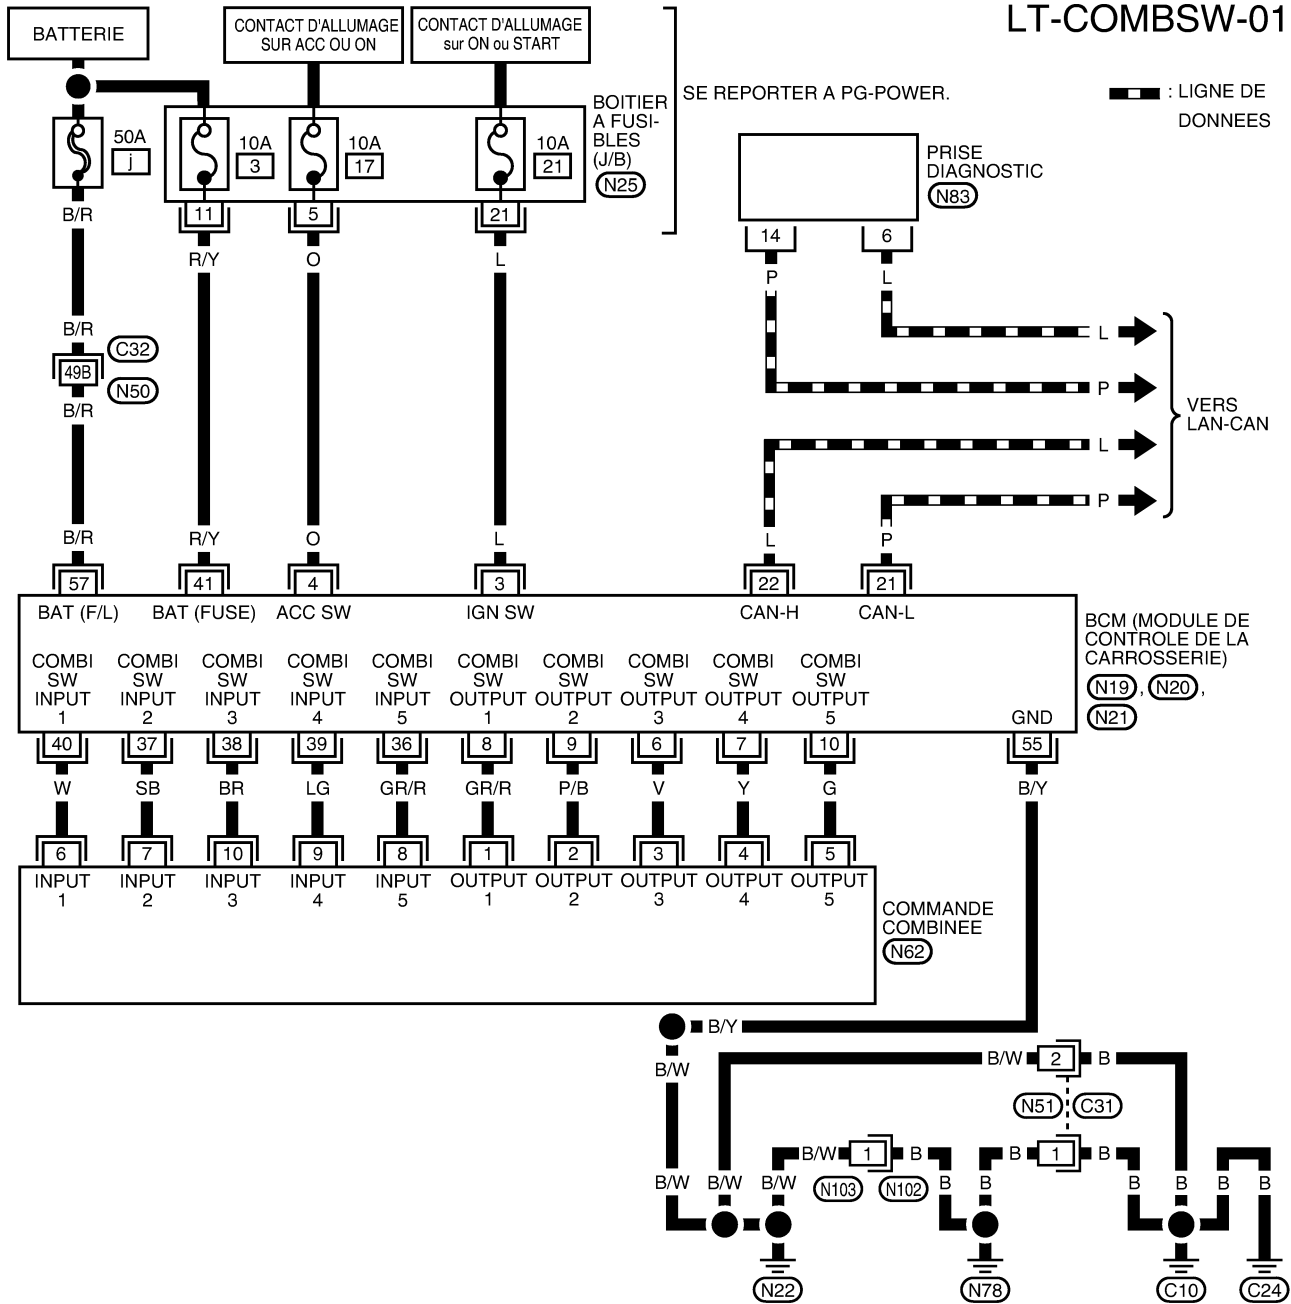 LT-COMBSW-01
BATTERIE
CONTACT D'ALLUMAGE
SUR ACC OU ON
CONTACT D'ALLUMAGE
sur ON ou START
SE REPORTER A PG-POWER.
: LIGNE DE
DONNEES
50A
j
10A
3
10A
17
10A
21
BOITIER
A FUSI-
BLES
(J/B)
N25
PRISE
DIAGNOSTIC
N83
11
5
21
14
6
B/R
R/Y
O
L
P
L
B/R
C32
49B
N50
B/R
L
P
L
P
VERS
LAN-CAN
B/R
R/Y
O
L
L
P
57
41
4
3
22
21
BAT (F/L)
BAT (FUSE)
ACC SW
IGN SW
CAN-H
CAN-L
BCM (MODULE DE
CONTROLE DE LA
CARROSSERIE)
N19 , N20 ,
N21
COMBI COMBI COMBI COMBI COMBI COMBI COMBI COMBI COMBI COMBI
SW SW SW SW SW SW SW SW SW SW
INPUT INPUT INPUT INPUT INPUT OUTPUT OUTPUT OUTPUT OUTPUT OUTPUT
1 2 3 4 5 1 2 3 4 5 GND
40 37 38 39 36 8 9 6 7 10 55
W SB BR LG GR/R GR/R P/B V Y G B/Y
6 7 10 9 8 1 2 3 4 5
INPUT INPUT INPUT INPUT INPUT OUTPUT OUTPUT OUTPUT OUTPUT OUTPUT
1 2 3 4 5 1 2 3 4 5
COMMANDE
COMBINEE
N62
B/Y
B/W
B/W 2 B
N51 C31
B/W 1 B
B 1 B
N103 N102
B/W B/W B/W B B B B B B
N22 N78 C10 C24